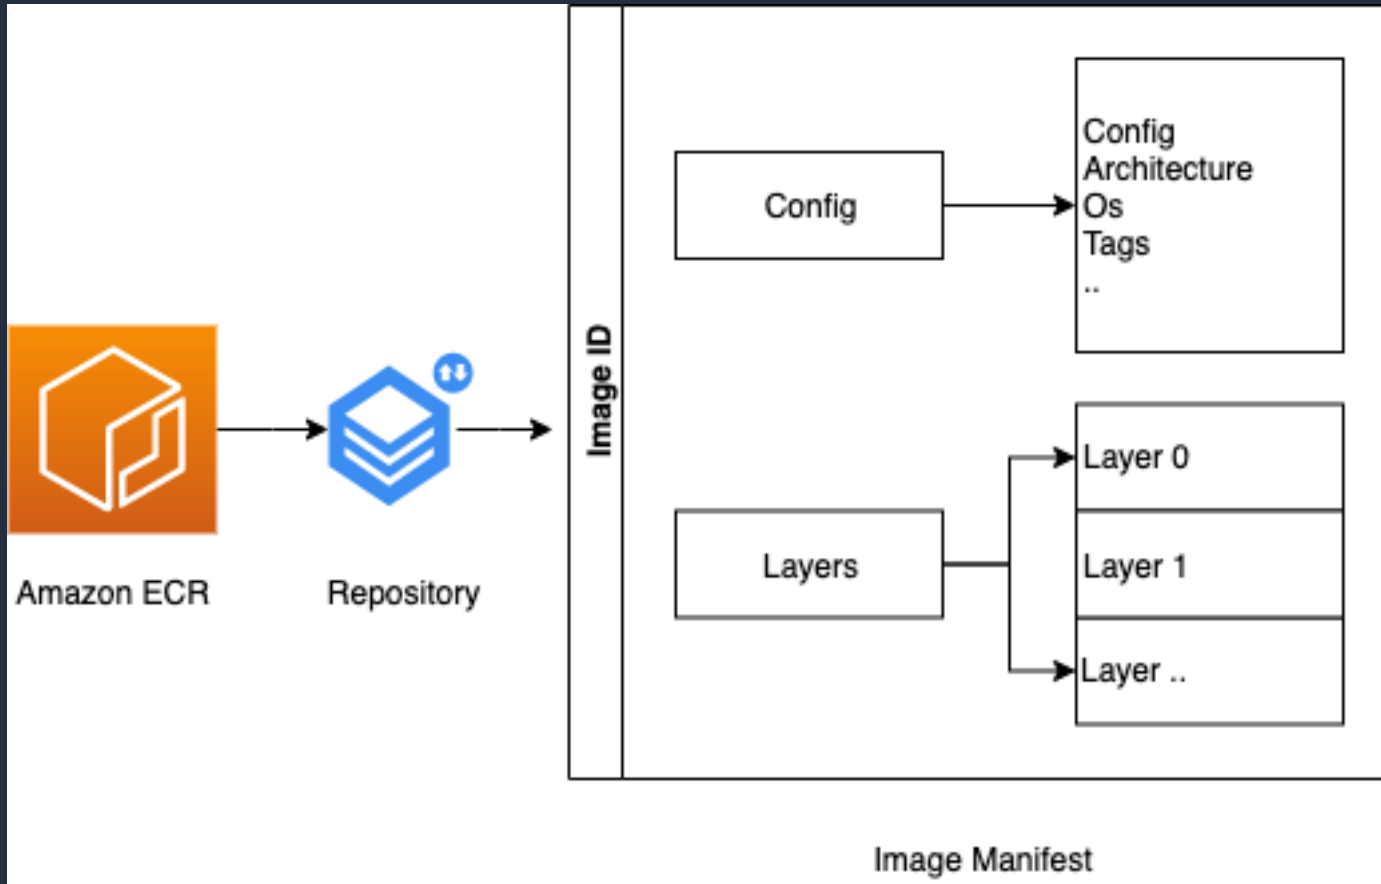 Amazon ECR
Repository
Image ID
Config
Config
Architecture
Os
Tags
..
Layers
Layer 0
Layer 1
Layer ..
Image Manifest